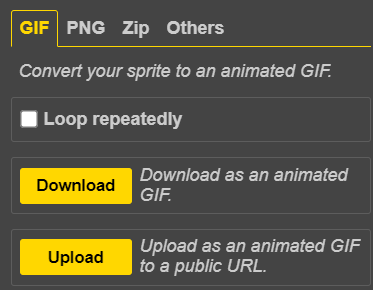 GIF PNG Zip Others
Convert your sprite to an animated GIF.
Loop repeatedly
Download Download as an animated
GIF.
Upload Upload as an animated GIF
to a public URL.